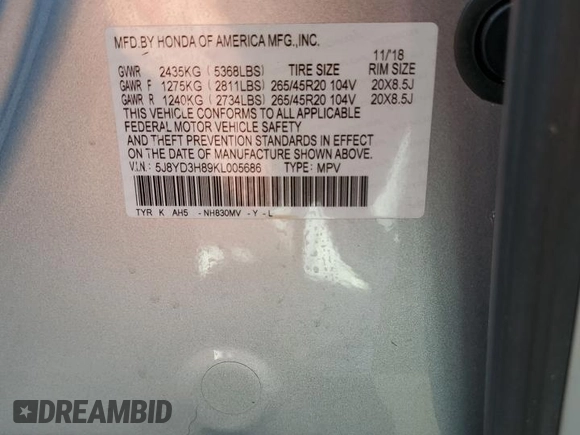 MFD.BY HONDA OF AMERICA MFG.,INC.
11/18
GVWR 2435KG ( 5368LBS) TIRE SIZE RIM SIZE
GAWR F 1275KG ( 2811LBS) 265/45R20 104V 20X8.5J
GAWR R 1240KG ( 2734LBS) 265/45R20 104V 20X8.5J
THIS VEHICLE CONFORMS TO ALL APPLICABLE
FEDERAL MOTOR VEHICLE SAFETY
AND THEFT PREVENTION STANDARDS IN EFFECT
ON THE DATE OF MANUFACTURE SHOWN ABOVE.
V.I.N.: 5J8YD3H89KL005686 TYPE: MPV
TYR K AH5 -NH830MV -Y-L
DREAMBID